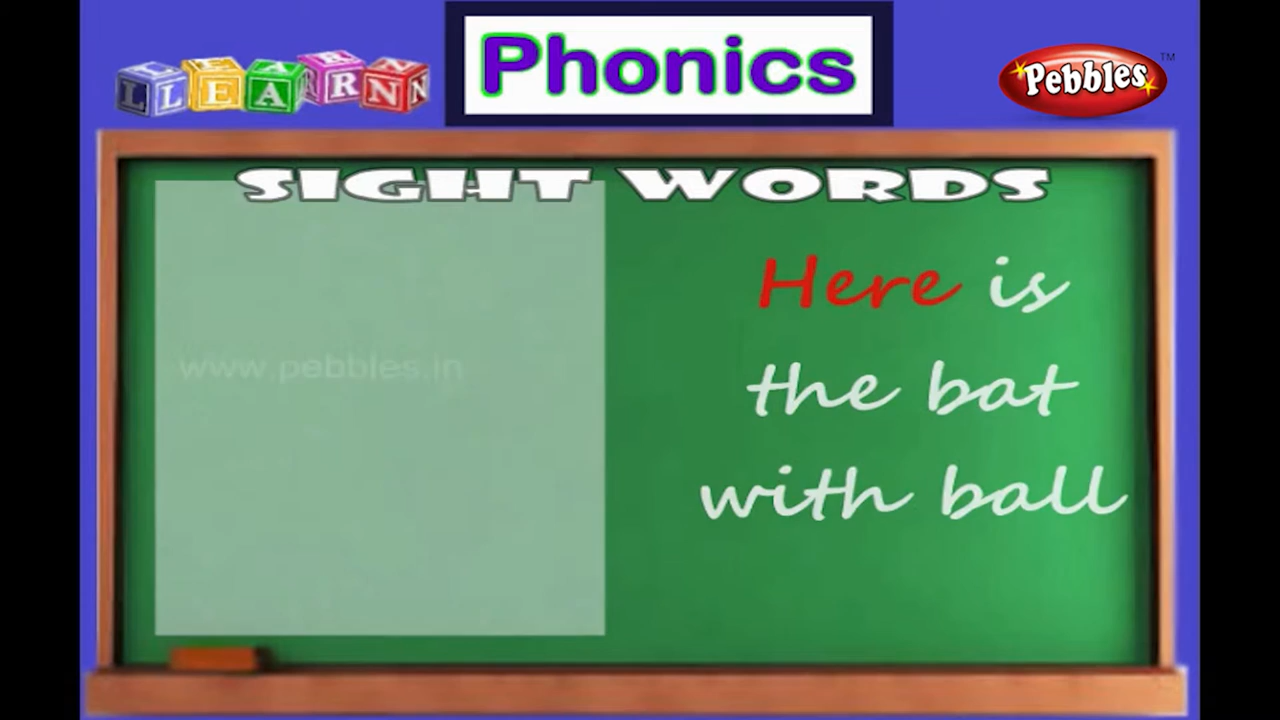 LEARN
Phonics
Pebbles TM
SIGHT WORDS
Here is
the bat
with ball
www.pebbles.in